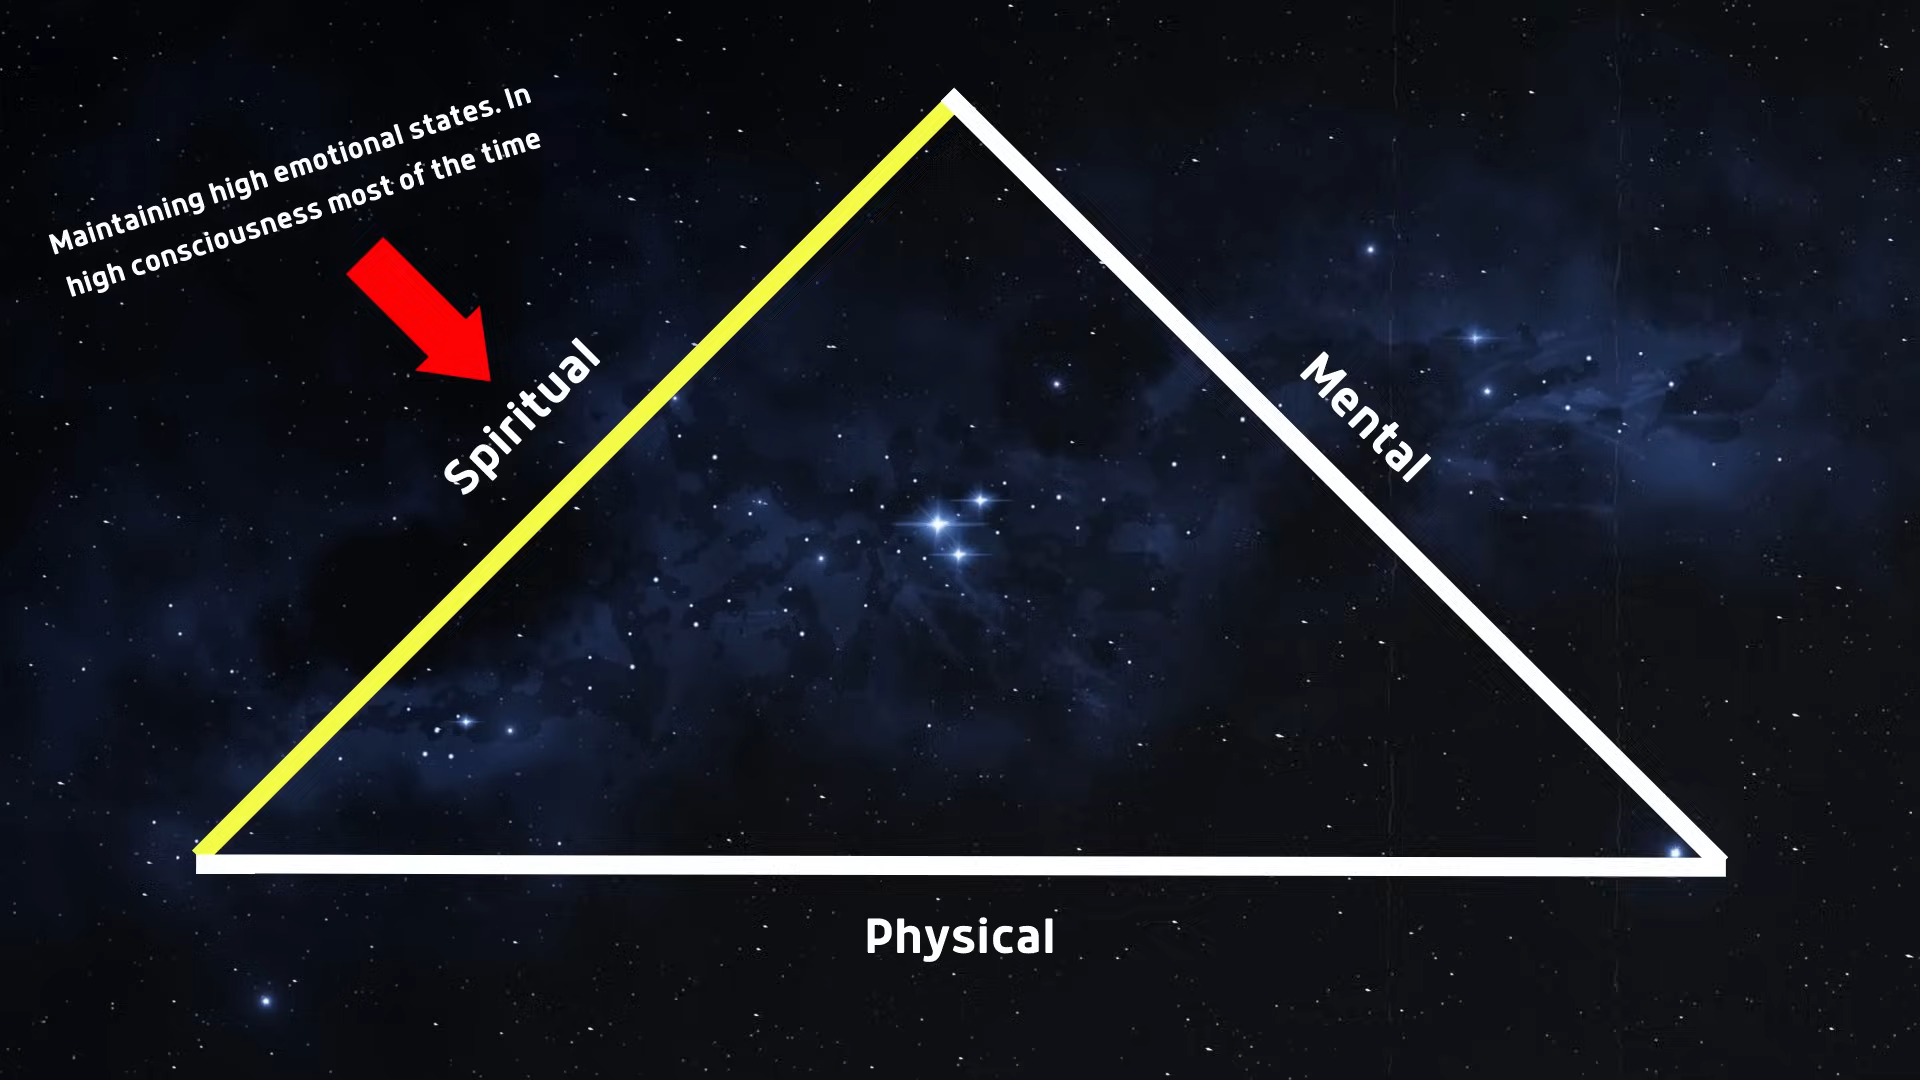 Maintaining high emotional states. In
high consciousness most of the time
Spiritual
Mental
Physical